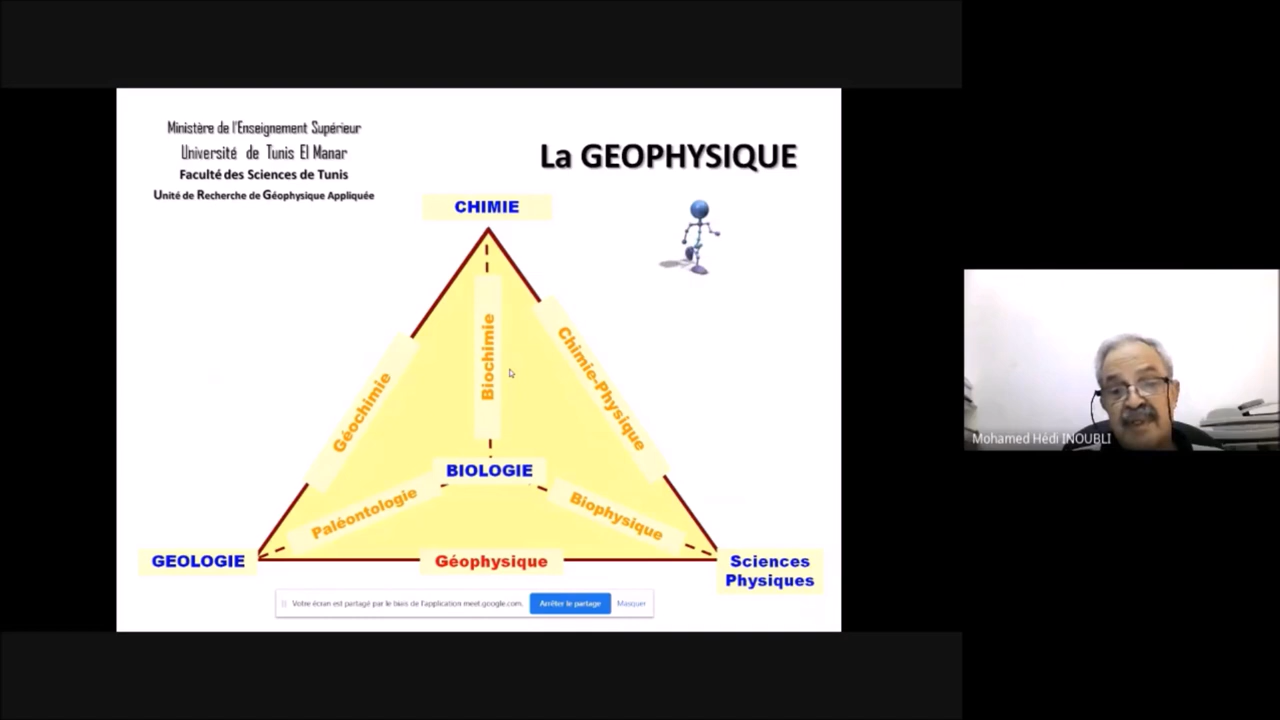 Ministère de l'Enseignement Supérieur
Université de Tunis El Manar
Faculté des Sciences de Tunis
Unité de Recherche de Géophysique Appliquée
La GEOPHYSIQUE
CHIMIE
Biochimie
Chimie-Physique
Géochimie
BIOLOGIE
Paléontologie
Biophysique
GEOLOGIE
Géophysique
Sciences
Physiques
Votre écran est partagé par le biais de l'application meet.google.com.
Arrêter le partage
Masquer
Mohamed Hédi INOUBLI